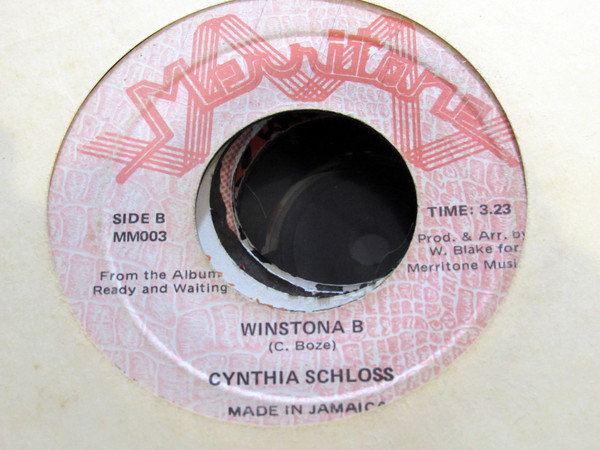 Merritone
SIDE B
MM003
TIME: 3.23
Prod. & Arr. by
W. Blake for
Merritone Musi
From the Album
Ready and Waiting
WINSTONA B
(C. Boze)
CYNTHIA SCHLOSS
MADE IN JAMAICA